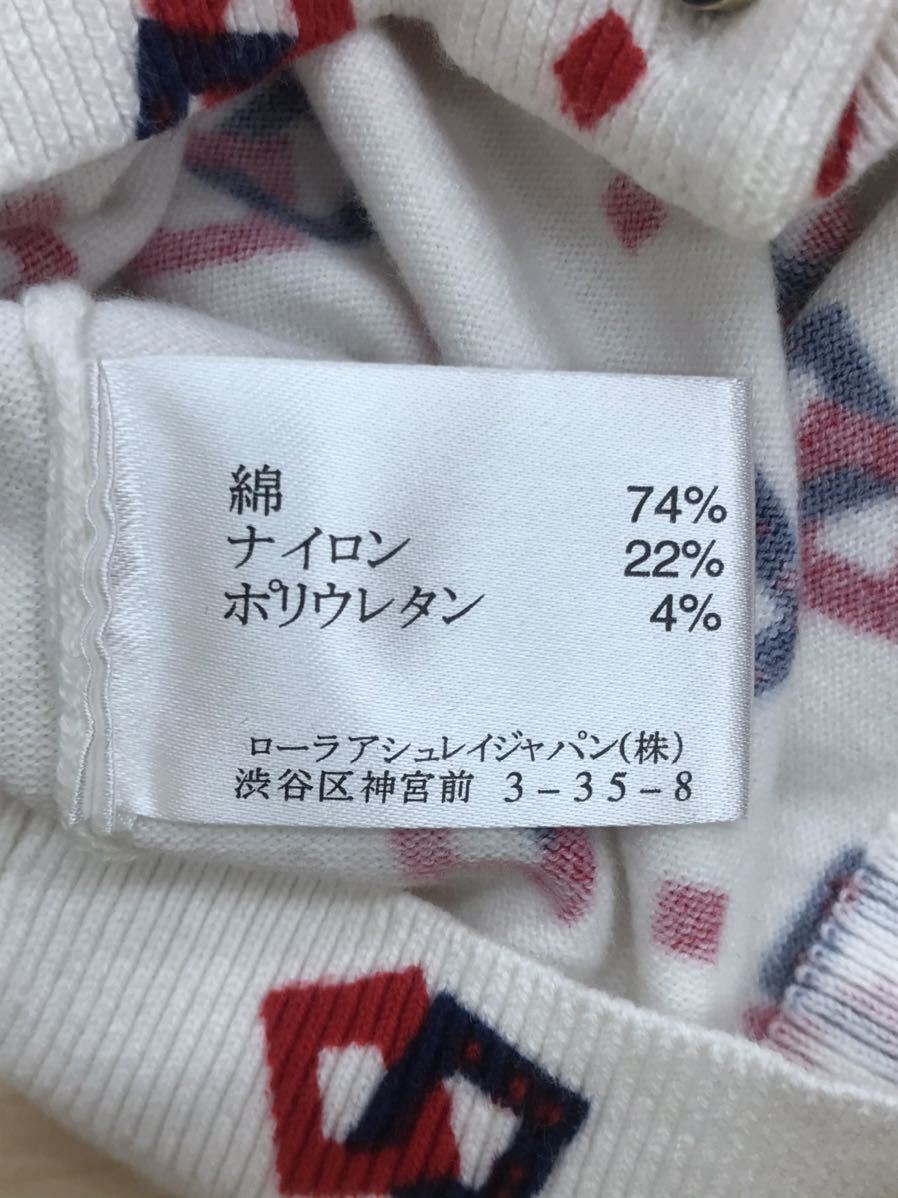 綿 74%
ナイロン 22%
ポリウレタン 4%
ローラアシュレイジャパン(株)
渋谷区神宮前 3-35-8